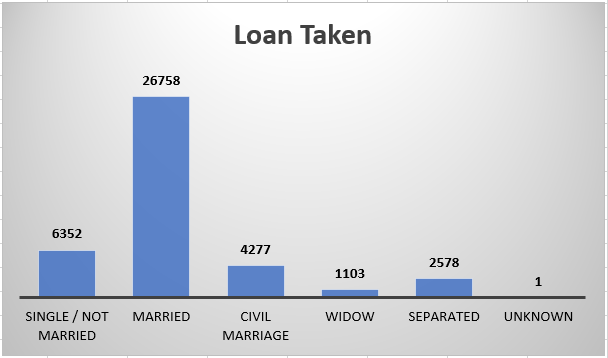 Loan Taken
26758
6352
4277
2578
1103
1
SINGLE / NOT
MARRIED
MARRIED
CIVIL
MARRIAGE
WIDOW
SEPARATED
UNKNOWN